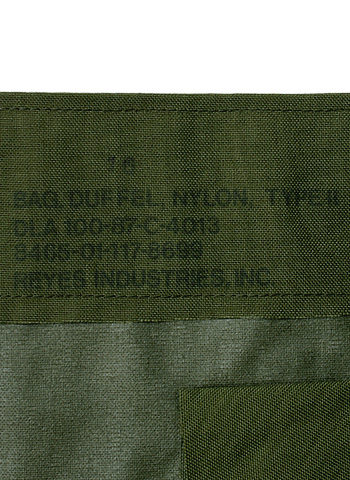 BAG, DUFFEL, NYLON, TYPE II
DLA 100-87-C-4013
8465-01-117-8699
REYES INDUSTRIES, INC.